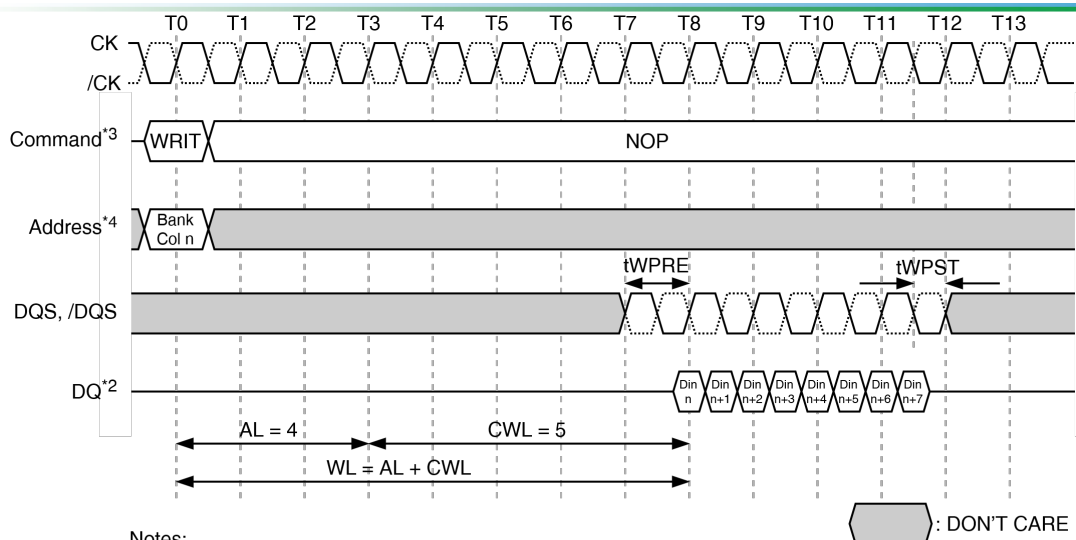 T0 T1 T2 T3 T4 T5 T6 T7 T8 T9 T10 T11 T12 T13
CK
/CK
Command*3 WRIT NOP
Address*4 Bank Col n
tWPRE tWPST
DQS, /DQS
DQ*2 Din n Din n+1 Din n+2 Din n+3 Din n+4 Din n+5 Din n+6 Din n+7
AL = 4 CWL = 5
WL = AL + CWL
: DON'T CARE
Notes: